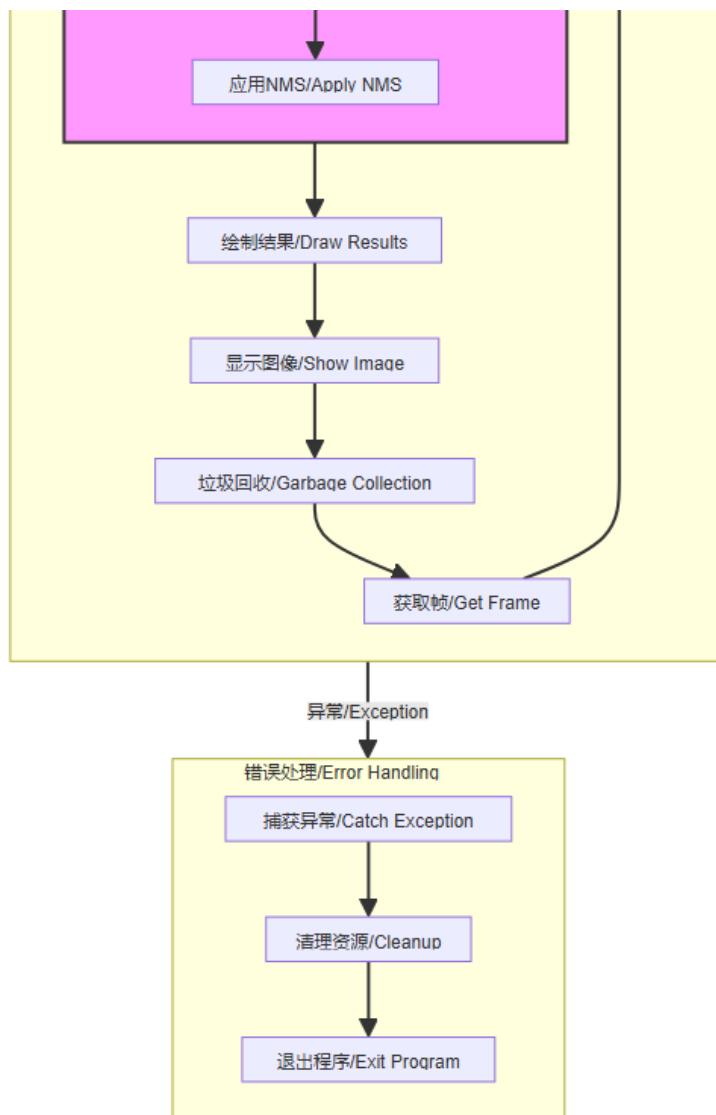 应用NMS/Apply NMS
绘制结果/Draw Results
显示图像/Show Image
垃圾回收/Garbage Collection
获取帧/Get Frame
异常/Exception
错误处理/Error Handling
捕获异常/Catch Exception
清理资源/Cleanup
退出程序/Exit Program